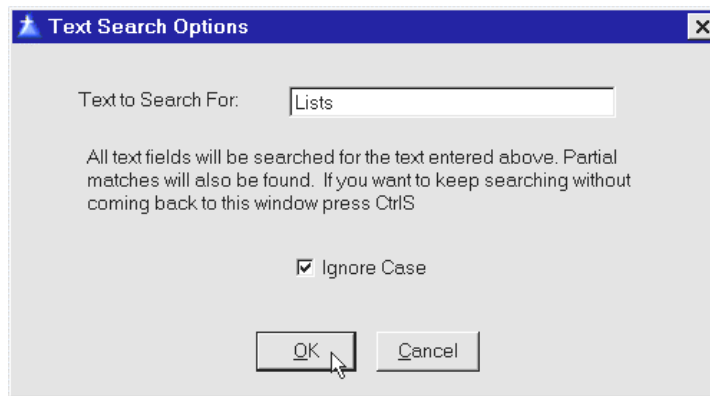 Text Search Options
Text to Search For: Lists
All text fields will be searched for the text entered above. Partial
matches will also be found. If you want to keep searching without
coming back to this window press CtrlS
Ignore Case
OK Cancel